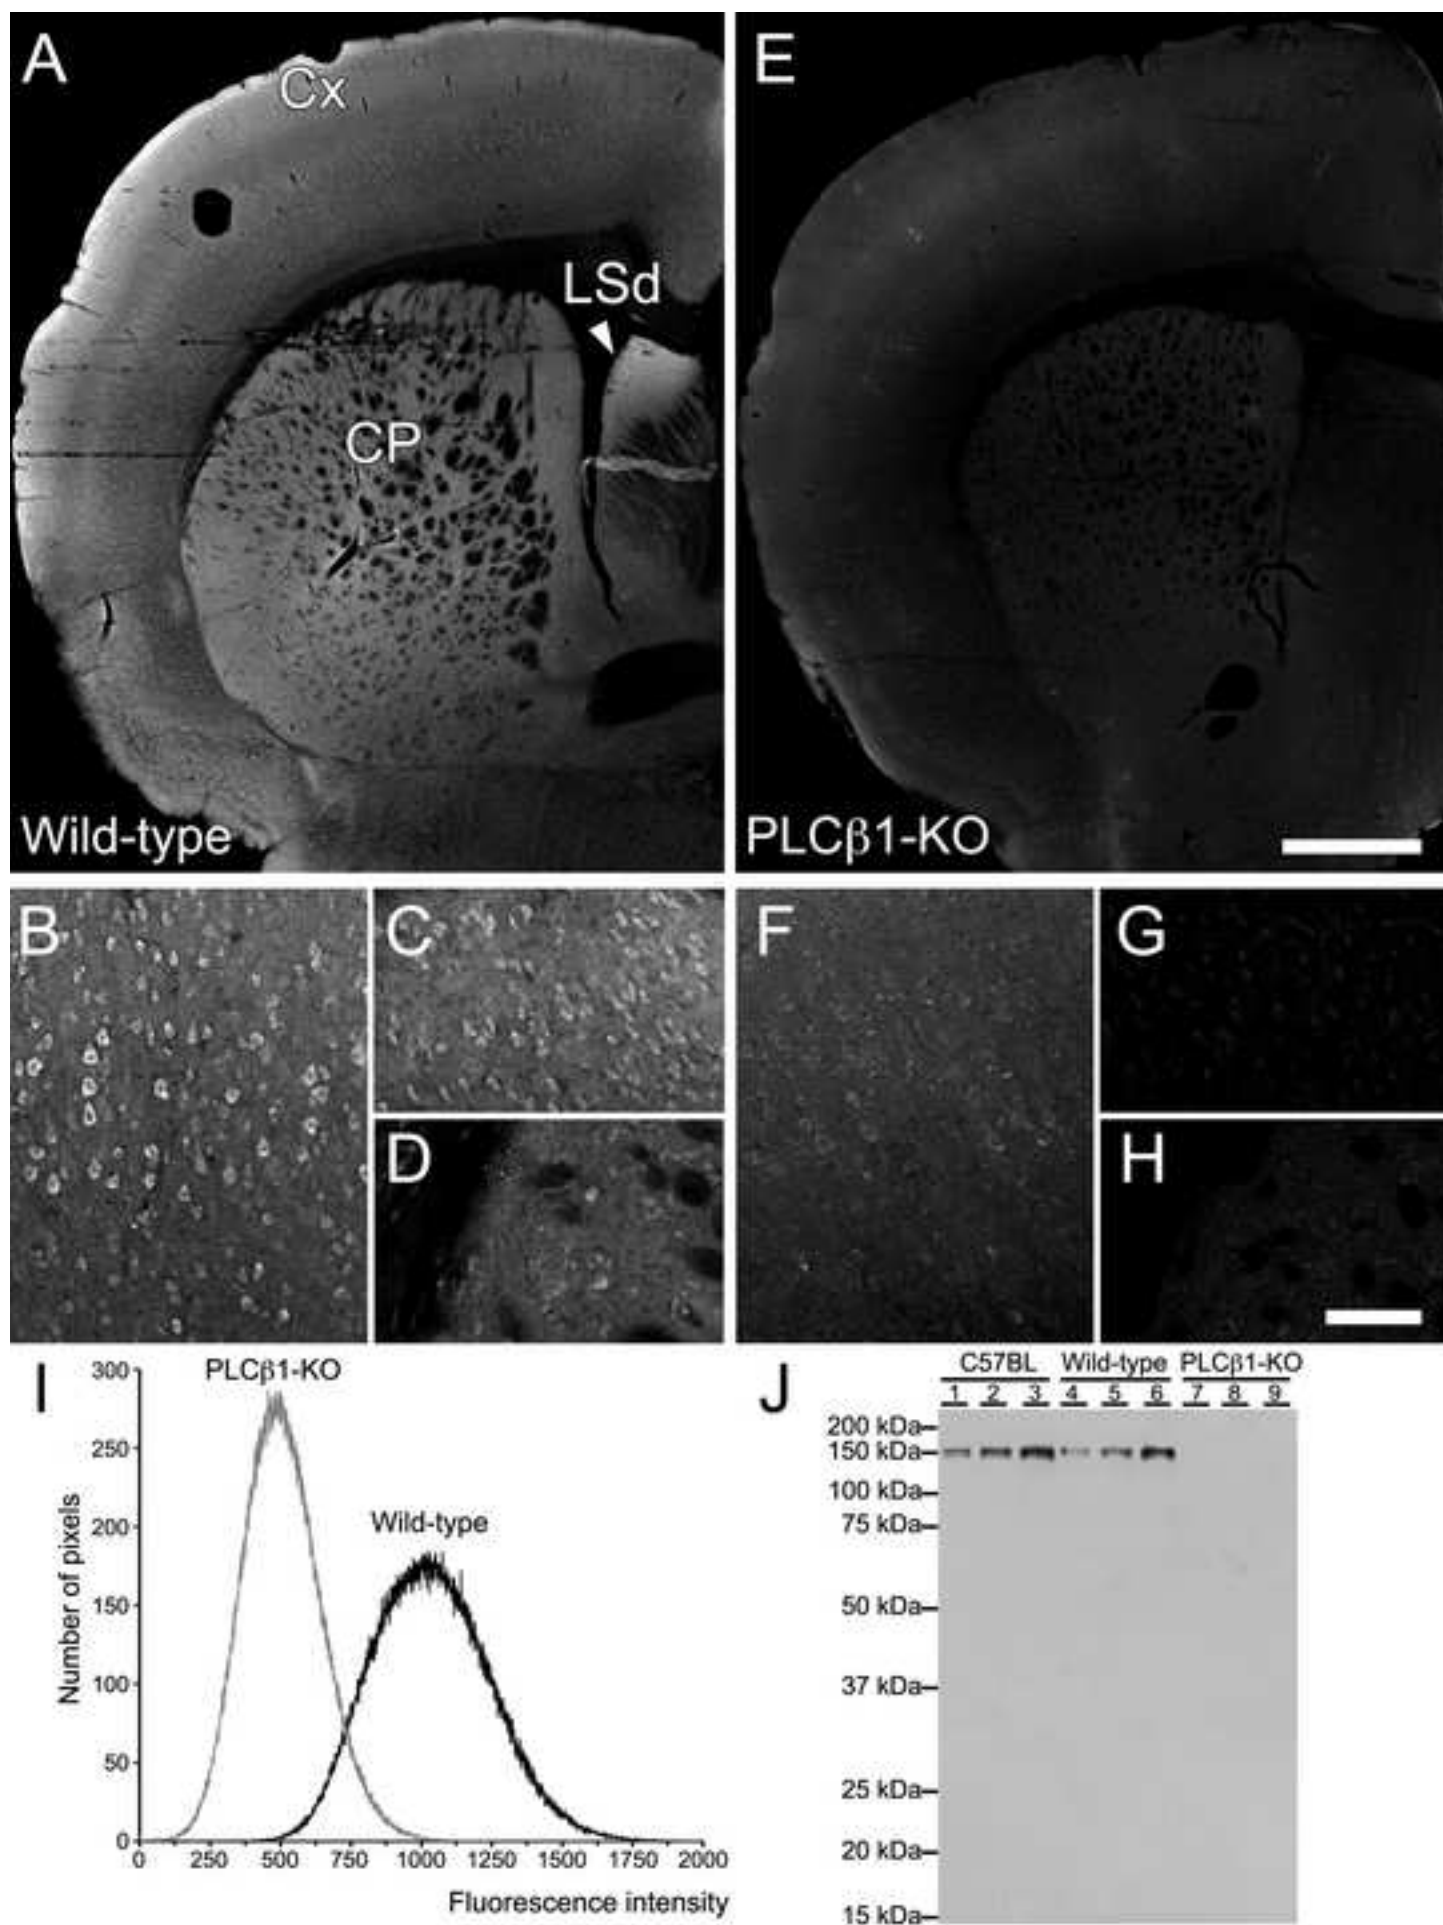 A
Cx
LSd
CP
Wild-type
E
PLCβ1-KO
B
C
D
F
G
H
I
PLCβ1-KO
Wild-type
Number of pixels
300
250
200
150
100
50
0
0 250 500 750 1000 1250 1500 1750 2000
Fluorescence intensity
J
C57BL Wild-type PLCβ1-KO
1 2 3 4 5 6 7 8 9
200 kDa
150 kDa
100 kDa
75 kDa
50 kDa
37 kDa
25 kDa
20 kDa
15 kDa